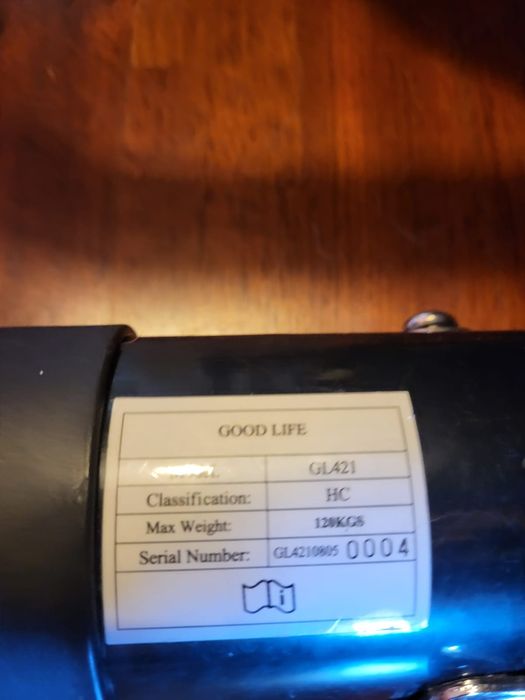 GOOD LIFE
GL421
Classification: HC
Max Weight: 120KGS
Serial Number: GL4210805 0004
i